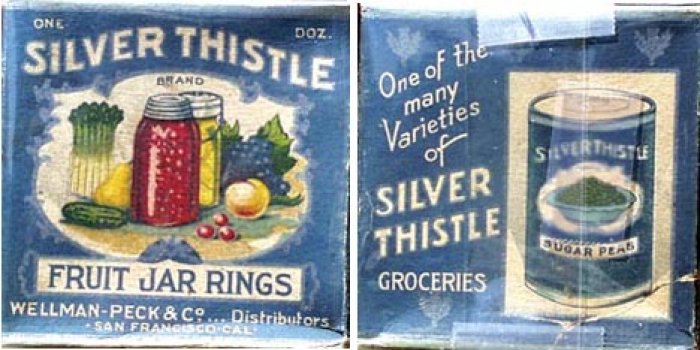 ONE DOZ.
SILVER THISTLE
BRAND
FRUIT JAR RINGS
WELLMAN-PECK & Cº... Distributors
- SAN FRANCISCO-CAL -
One of the
many
Varieties
of
SILVER
THISTLE
GROCERIES
SILVER THISTLE
SUGAR PEAS